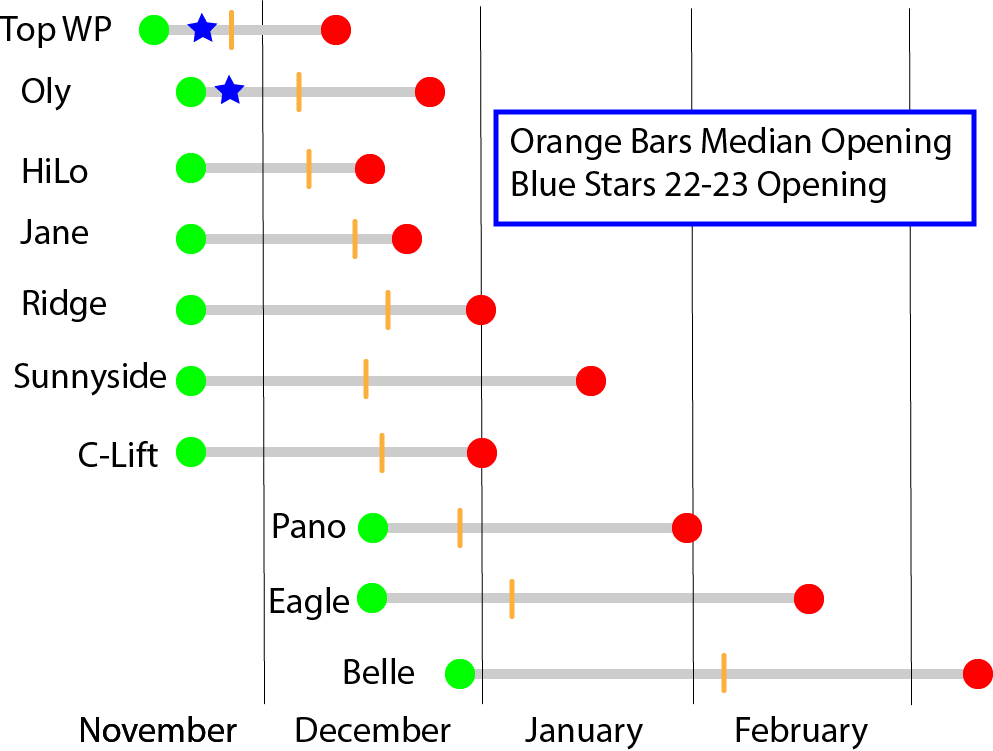 Top WP
Oly
Orange Bars Median Opening
Blue Stars 22-23 Opening
HiLo
Jane
Ridge
Sunnyside
C-Lift
Pano
Eagle
Belle
November December January February